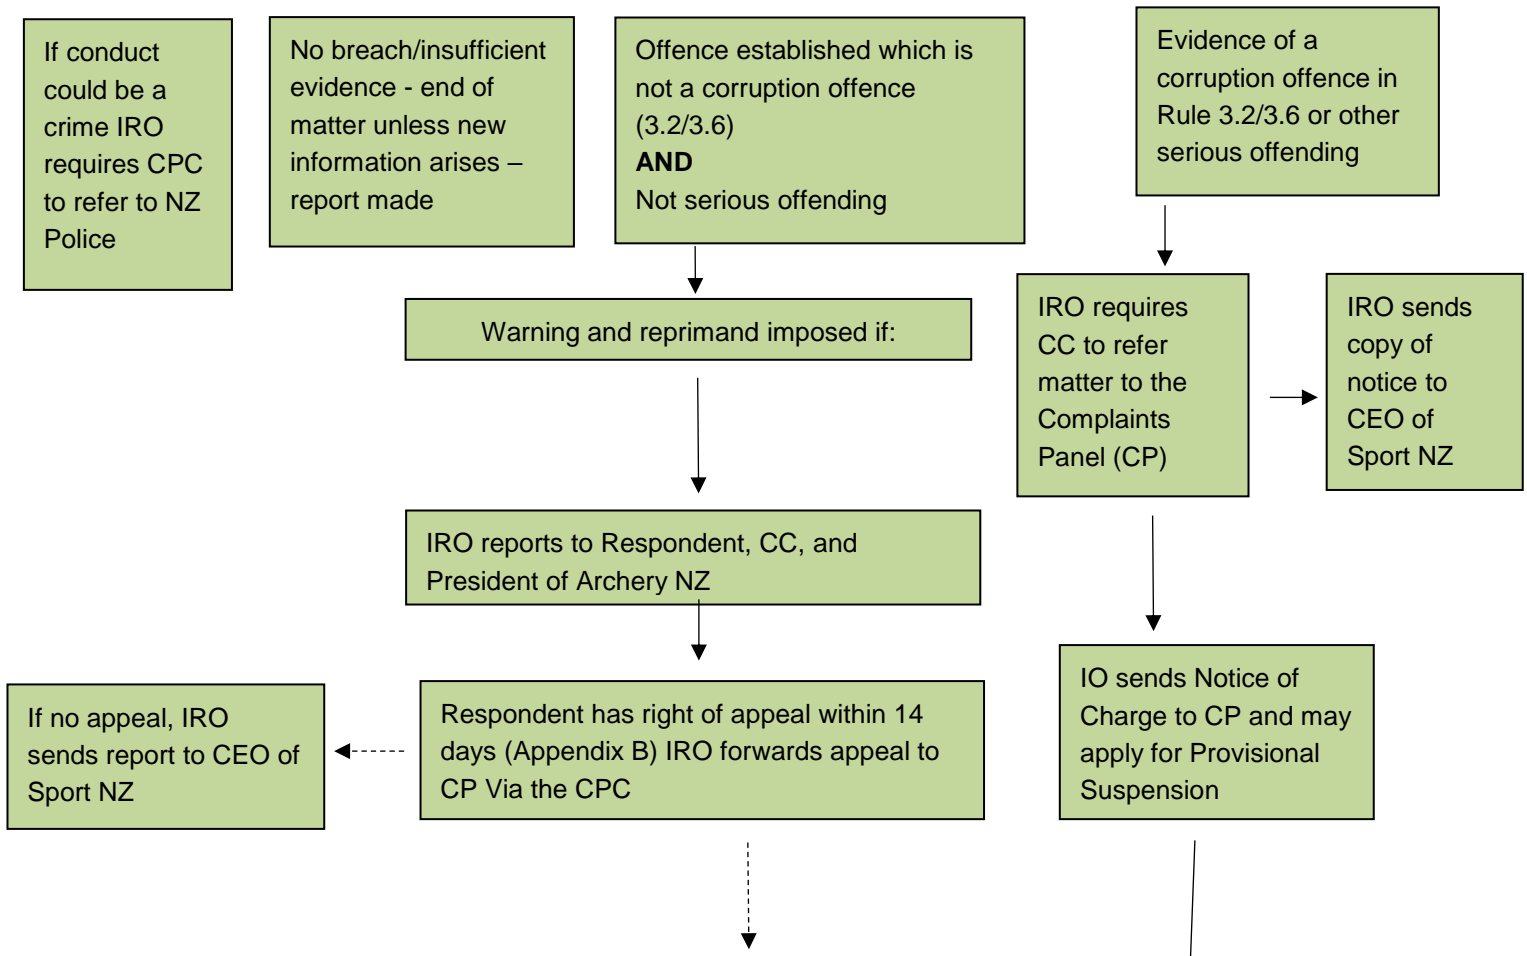 If conduct
could be a
crime IRO
requires CPC
to refer to NZ
Police
No breach/insufficient
evidence - end of
matter unless new
information arises –
report made
Offence established which is
not a corruption offence
(3.2/3.6)
AND
Not serious offending
Evidence of a
corruption offence in
Rule 3.2/3.6 or other
serious offending
Warning and reprimand imposed if:
IRO requires
CC to refer
matter to the
Complaints
Panel (CP)
IRO sends
copy of
notice to
CEO of
Sport NZ
IRO reports to Respondent, CC, and
President of Archery NZ
If no appeal, IRO
sends report to CEO of
Sport NZ
Respondent has right of appeal within 14
days (Appendix B) IRO forwards appeal to
CP Via the CPC
IO sends Notice of
Charge to CP and may
apply for Provisional
Suspension